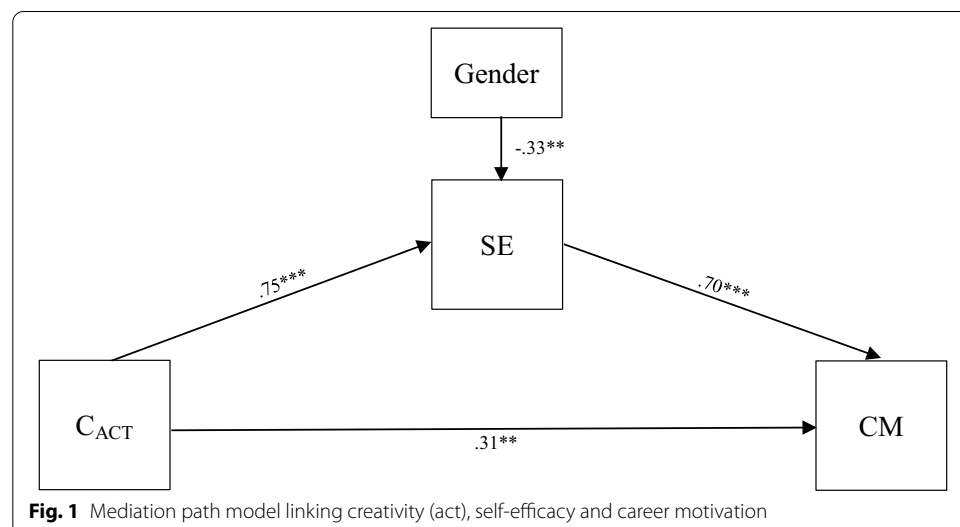 Gender
-.33**
SE
.75***
.70***
C_ACT
CM
.31**
Fig. 1 Mediation path model linking creativity (act), self-efficacy and career motivation